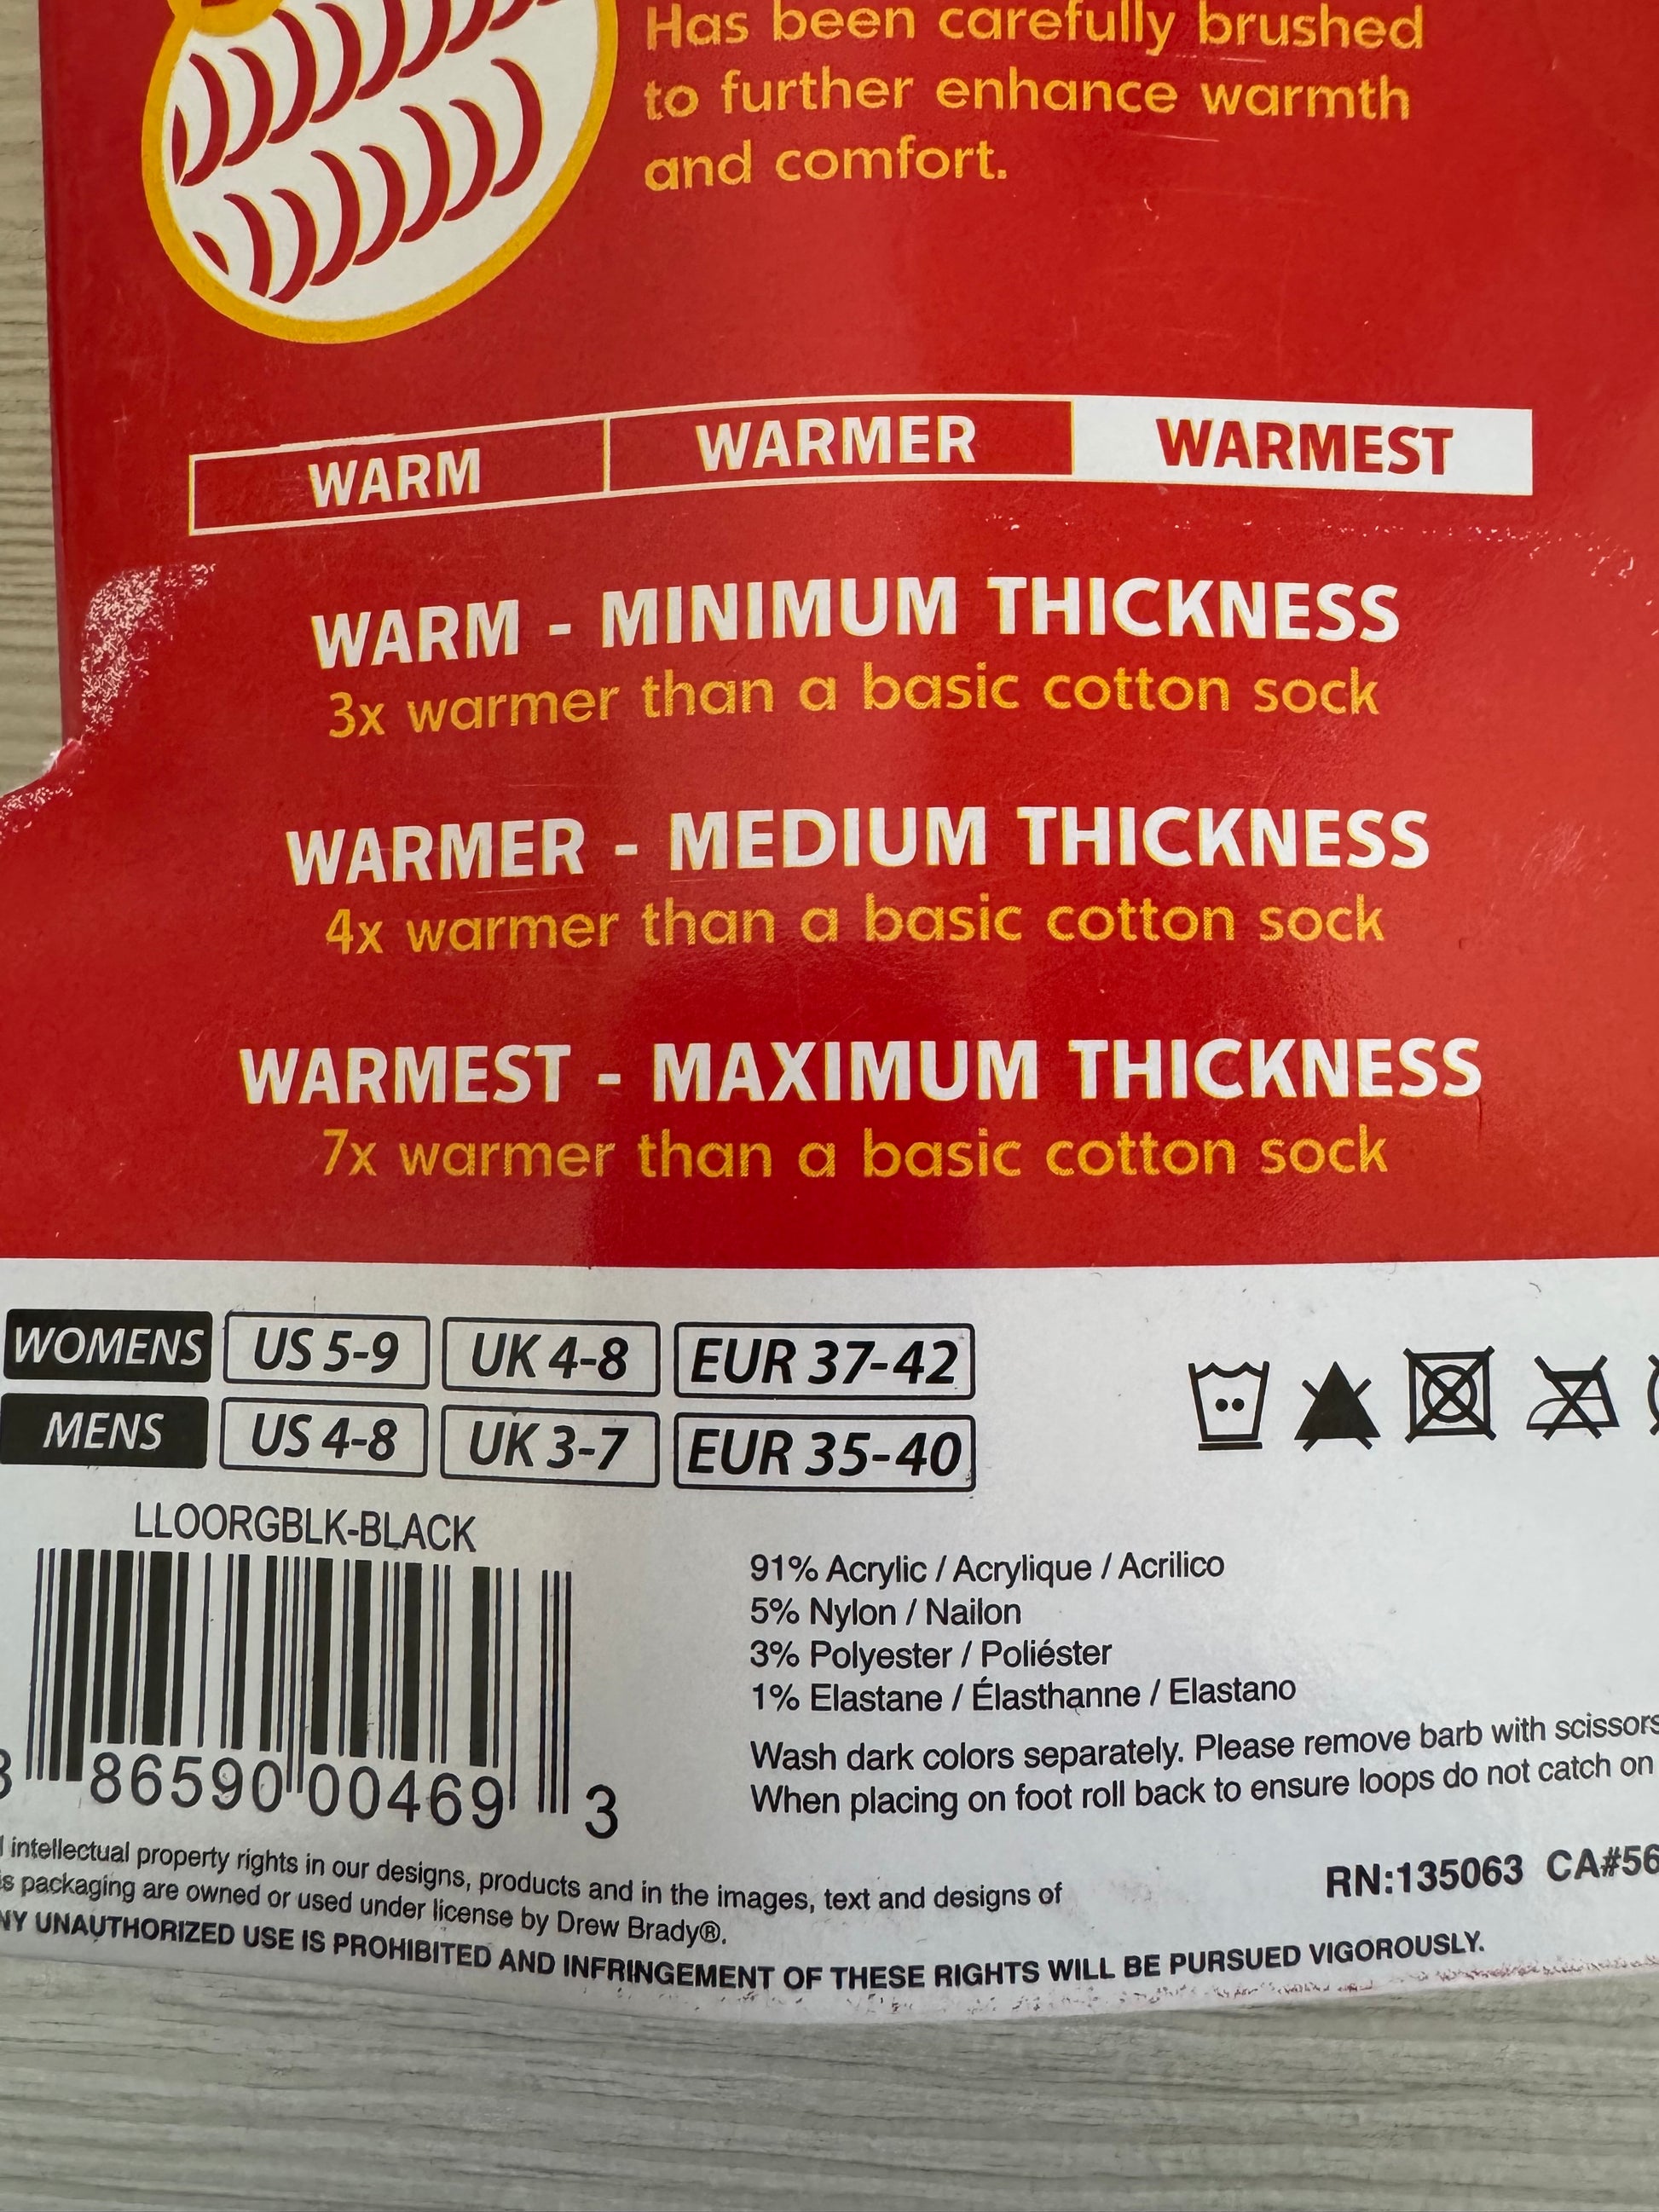 Has been carefully brushed
to further enhance warmth
and comfort.
WARM WARMER WARMEST
WARM - MINIMUM THICKNESS
3x warmer than a basic cotton sock
WARMER - MEDIUM THICKNESS
4x warmer than a basic cotton sock
WARMEST - MAXIMUM THICKNESS
7x warmer than a basic cotton sock
WOMENS US 5-9 UK 4-8 EUR 37-42
MENS US 4-8 UK 3-7 EUR 35-40
LLOORGBLK-BLACK
86590 00469 3
91% Acrylic / Acrylique / Acrilico
5% Nylon / Nailon
3% Polyester / Poliéster
1% Elastane / Élasthanne / Elastano
Wash dark colors separately. Please remove barb with scissors
When placing on foot roll back to ensure loops do not catch on
intellectual property rights in our designs, products and in the images, text and designs of
packaging are owned or used under license by Drew Brady®.
UNAUTHORIZED USE IS PROHIBITED AND INFRINGEMENT OF THESE RIGHTS WILL BE PURSUED VIGOROUSLY.
RN:135063 CA#56